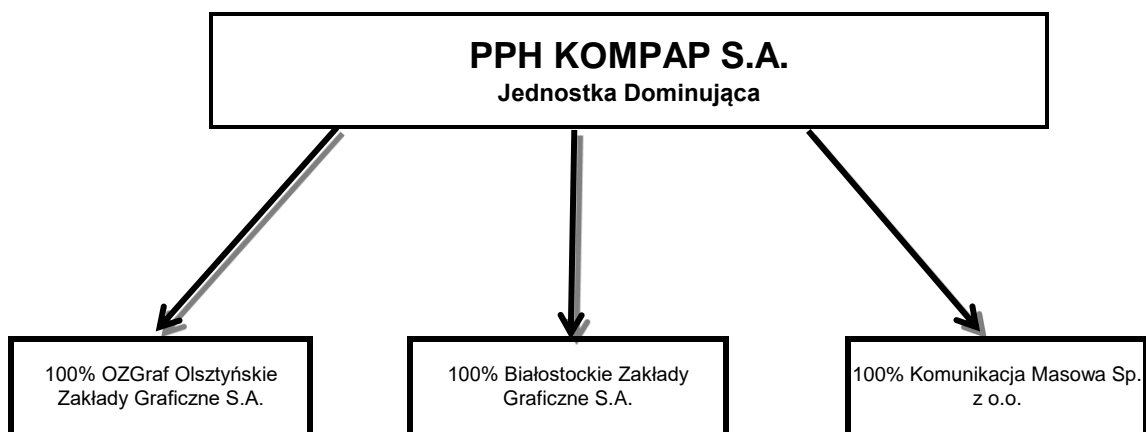 PPH KOMPAP S.A.
Jednostka Dominująca
100% OZGraf Olsztyńskie
Zakłady Graficzne S.A.
100% Białostockie Zakłady
Graficzne S.A.
100% Komunikacja Masowa Sp.
z o.o.